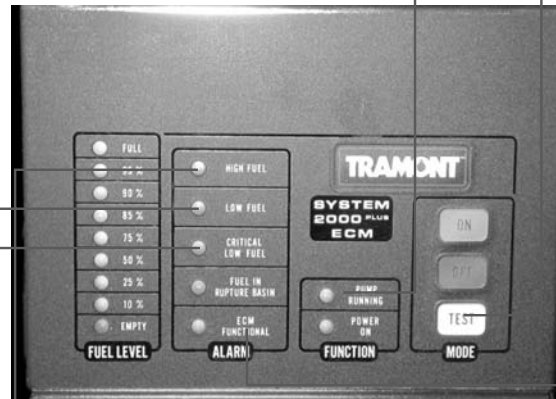 FULL
95 %
90 %
85 %
75 %
50 %
25 %
10 %
EMPTY
FUEL LEVEL
HIGH FUEL
LOW FUEL
CRITICAL
LOW FUEL
FUEL IN
RUPTURE BASIN
ECM
FUNCTIONAL
ALARM
TRAMONT
SYSTEM
2000 PLUS
ECM
PUMP
RUNNING
POWER
ON
FUNCTION
ON
OFF
TEST
MODE